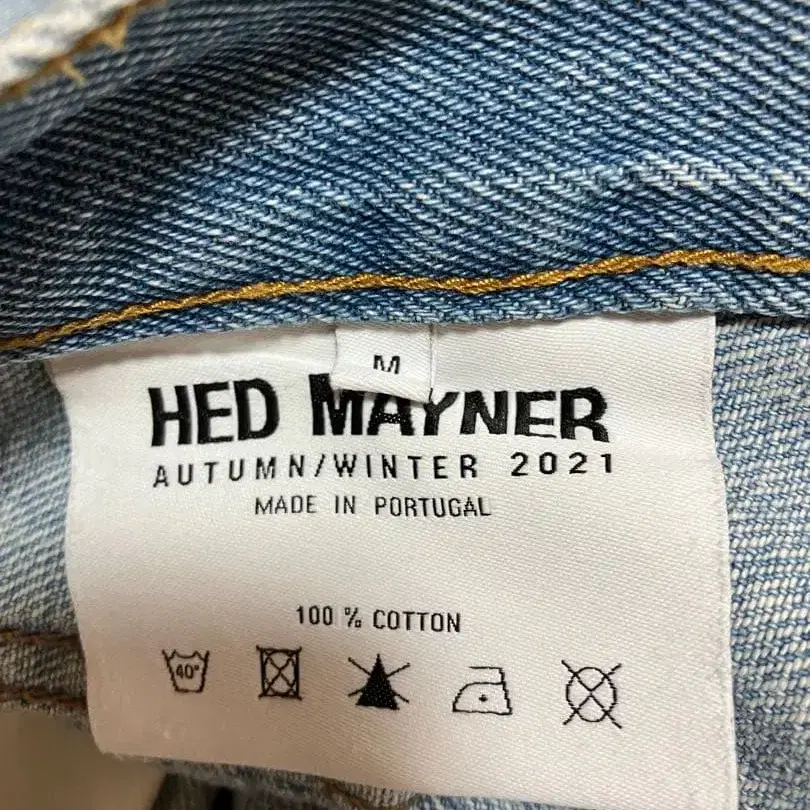 M
HED MAYNER
AUTUMN/WINTER 2021
MADE IN PORTUGAL
100 % COTTON
40°